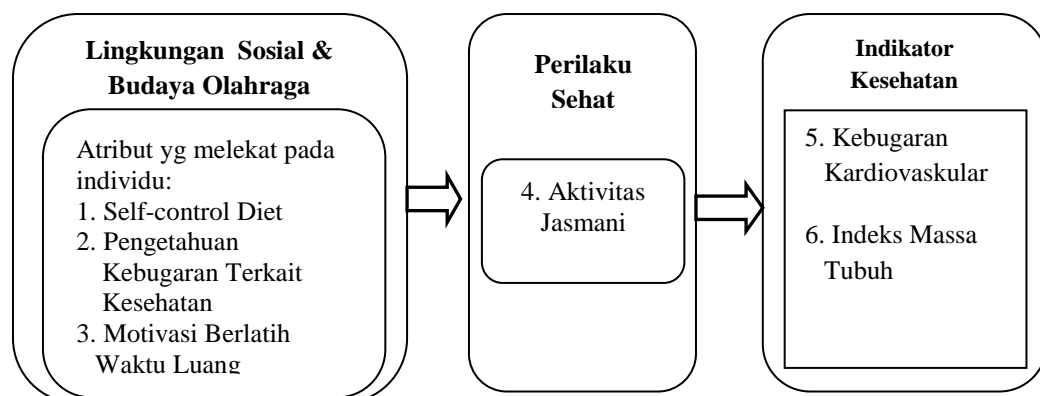 Lingkungan Sosial &
Budaya Olahraga
Atribut yg melekat pada
individu:
1. Self-control Diet
2. Pengetahuan
Kebugaran Terkait
Kesehatan
3. Motivasi Berlatih
Waktu Luang
Perilaku
Sehat
4. Aktivitas
Jasmani
Indikator
Kesehatan
5. Kebugaran
Kardiovaskular
6. Indeks Massa
Tubuh